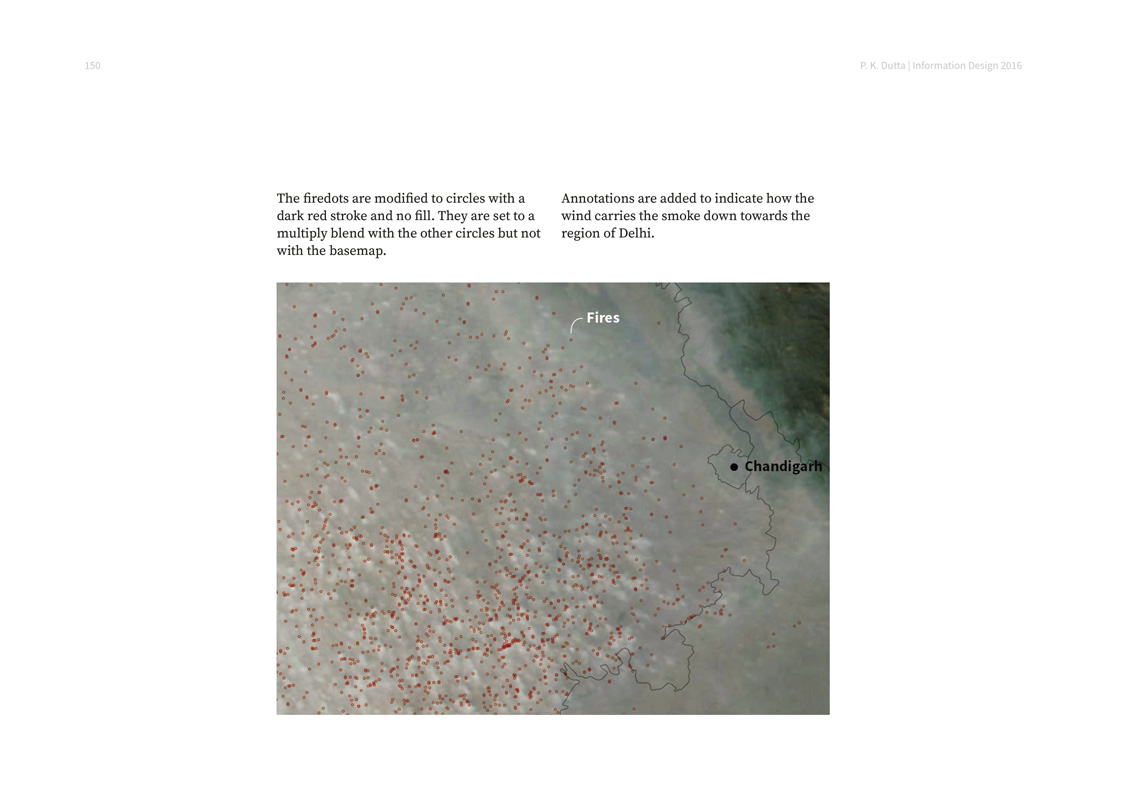 150
P. K. Dutta | Information Design 2016
The firedots are modified to circles with a
dark red stroke and no fill. They are set to a
multiply blend with the other circles but not
with the basemap.
Annotations are added to indicate how the
wind carries the smoke down towards the
region of Delhi.
Fires
Chandigarh